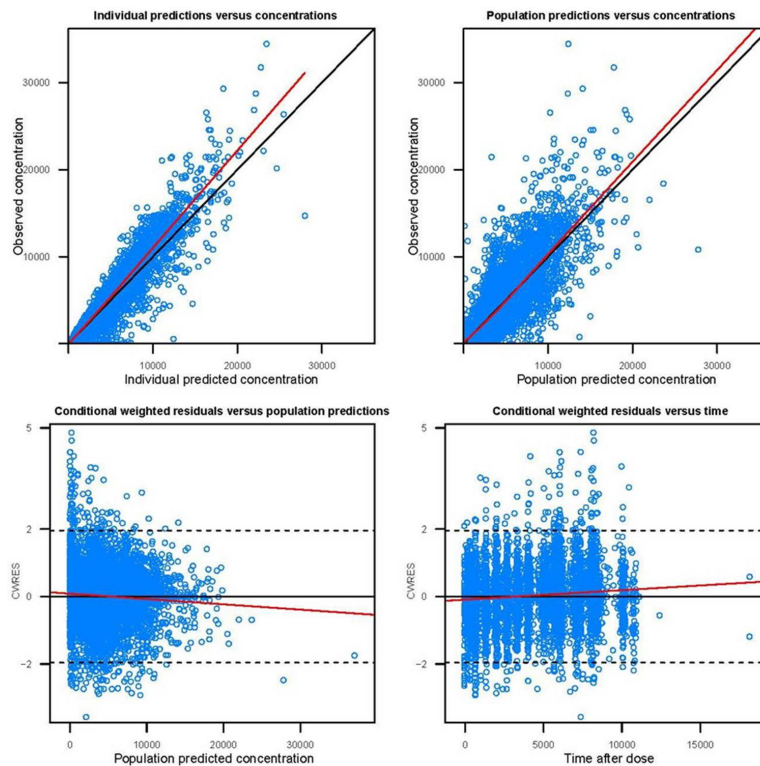 Individual predictions versus concentrations
Observed concentration
30000
20000
10000
10000 20000 30000
Individual predicted concentration
Population predictions versus concentrations
Observed concentration
30000
20000
10000
10000 20000 30000
Population predicted concentration
Conditional weighted residuals versus population predictions
CWRES
5
2
0
−2
0 10000 20000 30000
Population predicted concentration
Conditional weighted residuals versus time
CWRES
5
2
0
−2
0 5000 10000 15000
Time after dose